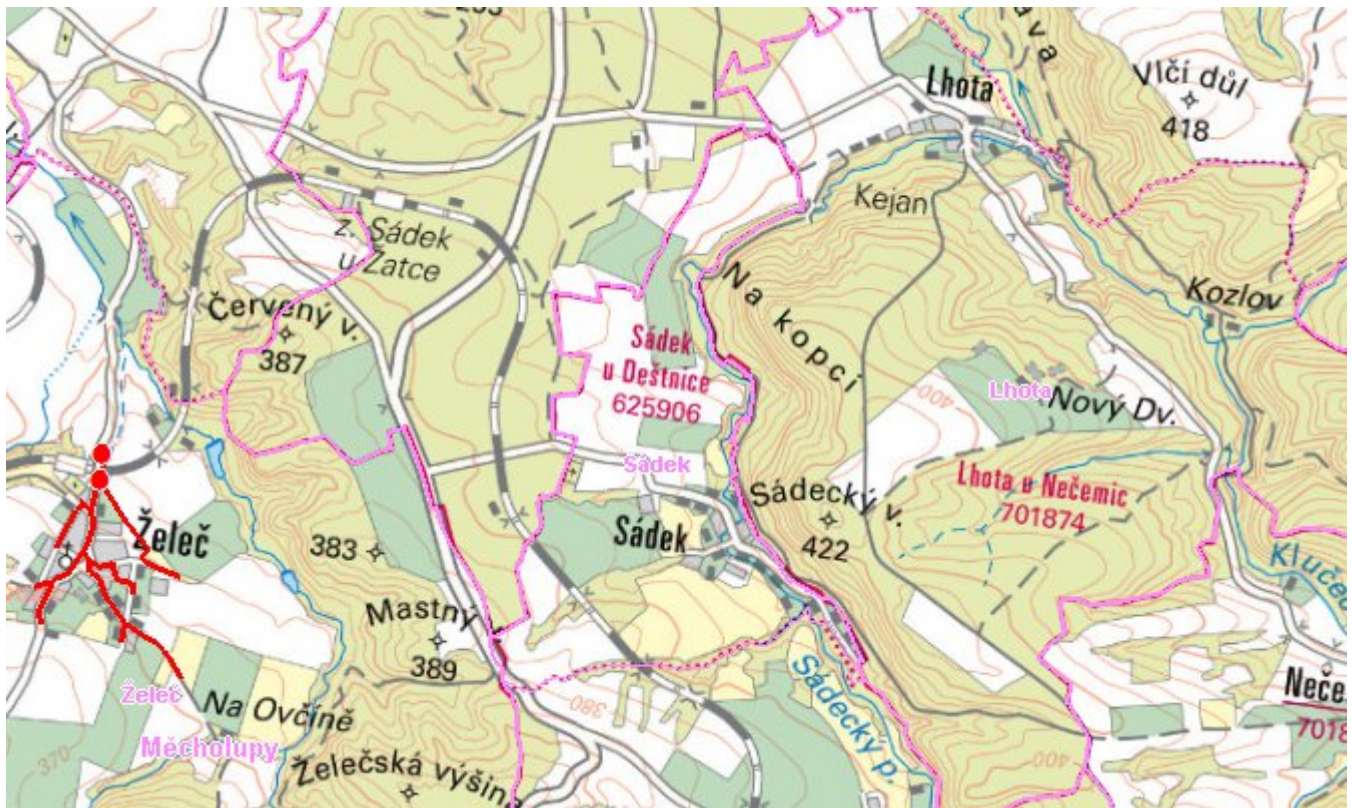 Lhota
Vlčí důl
418
Kejan
z. Sádek
u Žatce
Na kopcí
Kozlov
Červený v.
387
Sádek
u Deštnice
625906
Lhota
Nový Dv.
400
Sádek
Lhota u Nečemic
701874
Sádecký v.
422
Želeč
383
Sádek
Mastný
389
Sádecký p.
Želeč
Na Ovčíně
380
Měcholupy
370
Želečská výšina
400